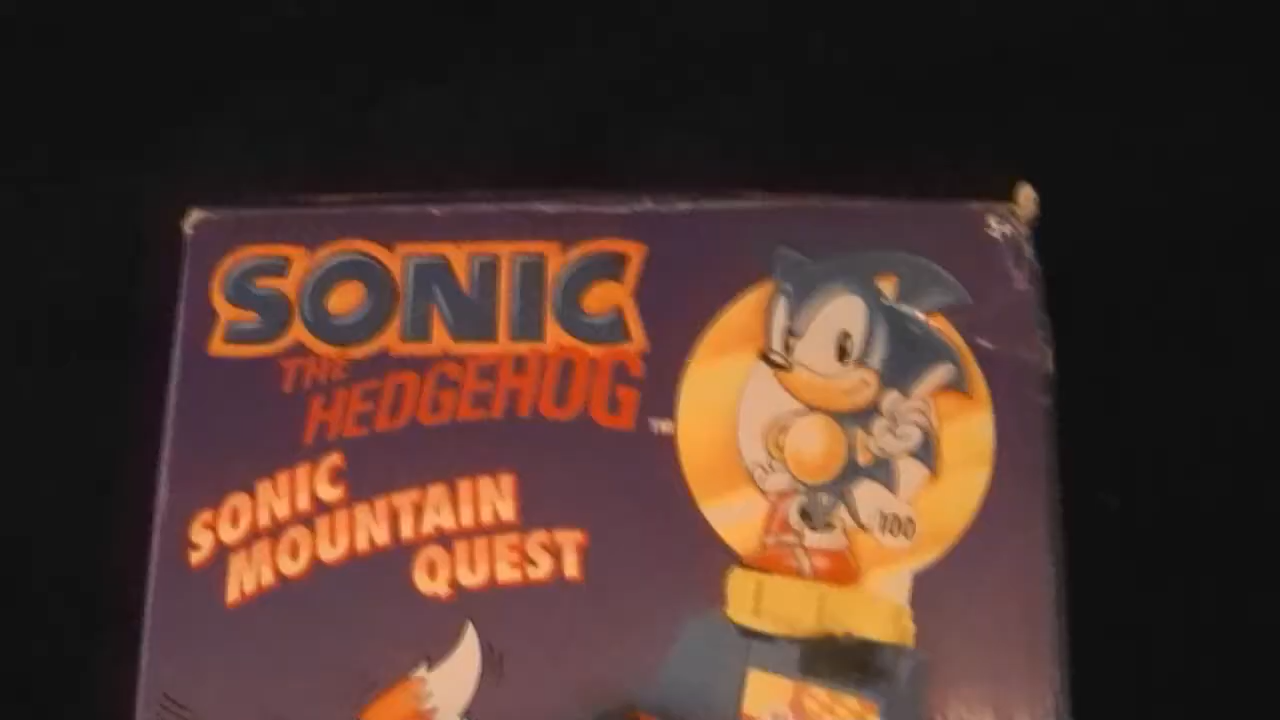 SONIC
THE
HEDGEHOG
TM
SONIC
MOUNTAIN
QUEST
100